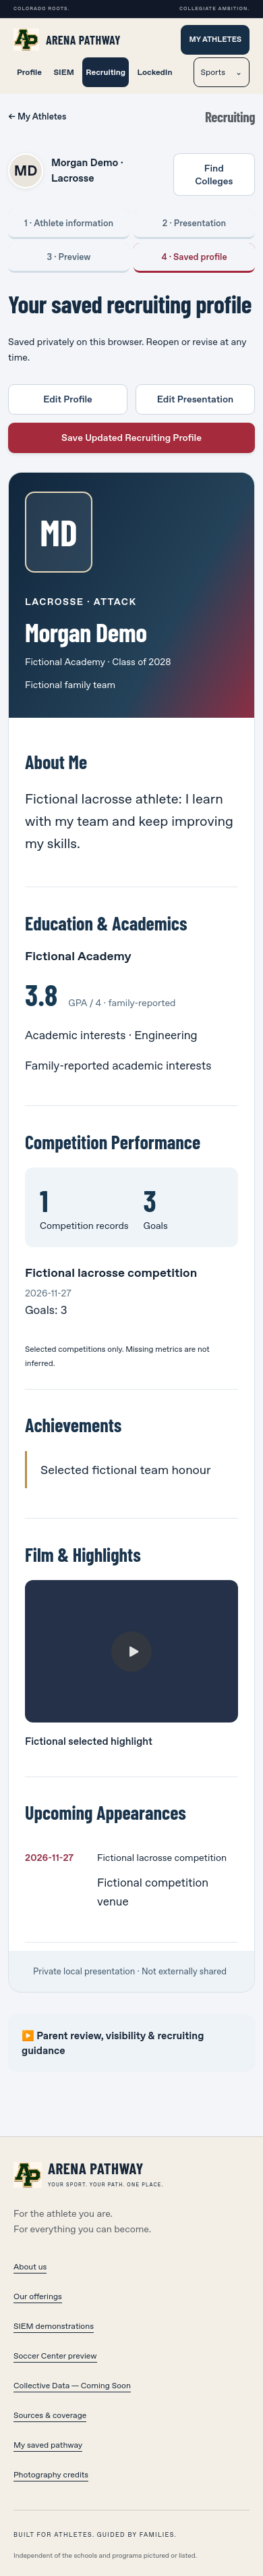 COLORADO ROOTS.
COLLEGIATE AMBITION.
AP
ARENA PATHWAY
MY ATHLETES
Profile
SIEM
Recruiting
LockedIn
Sports
← My Athletes
Recruiting
MD
Morgan Demo ·
Lacrosse
Find
Colleges
1 · Athlete information
2 · Presentation
3 · Preview
4 · Saved profile
Your saved recruiting profile
Saved privately on this browser. Reopen or revise at any
time.
Edit Profile
Edit Presentation
Save Updated Recruiting Profile
MD
LACROSSE · ATTACK
Morgan Demo
Fictional Academy · Class of 2028
Fictional family team
About Me
Fictional lacrosse athlete: I learn
with my team and keep improving
my skills.
Education & Academics
Fictional Academy
3.8 GPA / 4 · family-reported
Academic interests · Engineering
Family-reported academic interests
Competition Performance
1
Competition records
3
Goals
Fictional lacrosse competition
2026-11-27
Goals: 3
Selected competitions only. Missing metrics are not
inferred.
Achievements
Selected fictional team honour
Film & Highlights
Fictional selected highlight
Upcoming Appearances
2026-11-27
Fictional lacrosse competition
Fictional competition
venue
Private local presentation · Not externally shared
Parent review, visibility & recruiting
guidance
AP
ARENA PATHWAY
YOUR SPORT. YOUR PATH. ONE PLACE.
For the athlete you are.
For everything you can become.
About us
Our offerings
SIEM demonstrations
Soccer Center preview
Collective Data — Coming Soon
Sources & coverage
My saved pathway
Photography credits
BUILT FOR ATHLETES. GUIDED BY FAMILIES.
Independent of the schools and programs pictured or listed.